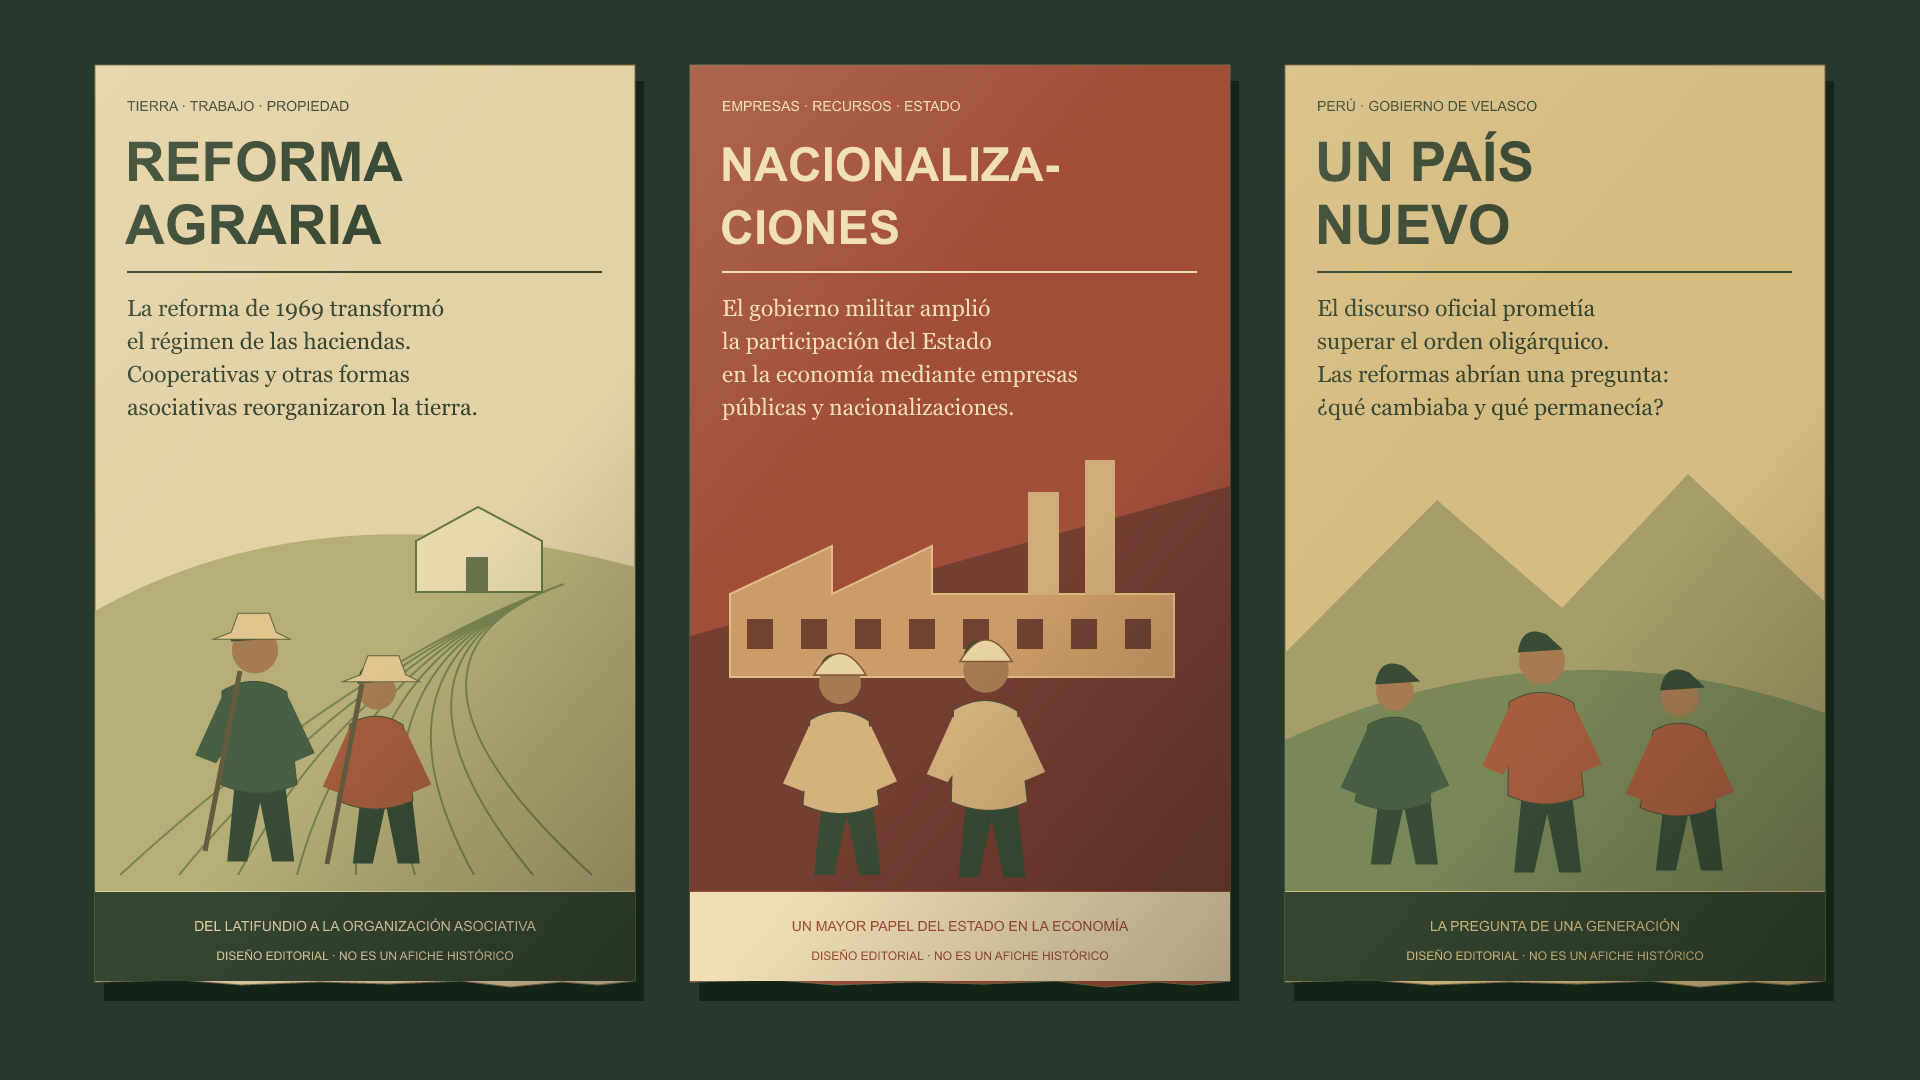 TIERRA · TRABAJO · PROPIEDAD
REFORMA
AGRARIA
La reforma de 1969 transformó
el régimen de las haciendas.
Cooperativas y otras formas
asociativas reorganizaron la tierra.
DEL LATIFUNDIO A LA ORGANIZACIÓN ASOCIATIVA
DISEÑO EDITORIAL · NO ES UN AFICHE HISTÓRICO
EMPRESAS · RECURSOS · ESTADO
NACIONALIZA-
CIONES
El gobierno militar amplió
la participación del Estado
en la economía mediante empresas
públicas y nacionalizaciones.
UN MAYOR PAPEL DEL ESTADO EN LA ECONOMÍA
DISEÑO EDITORIAL · NO ES UN AFICHE HISTÓRICO
PERÚ · GOBIERNO DE VELASCO
UN PAÍS
NUEVO
El discurso oficial prometía
superar el orden oligárquico.
Las reformas abrían una pregunta:
¿qué cambiaba y qué permanecía?
LA PREGUNTA DE UNA GENERACIÓN
DISEÑO EDITORIAL · NO ES UN AFICHE HISTÓRICO